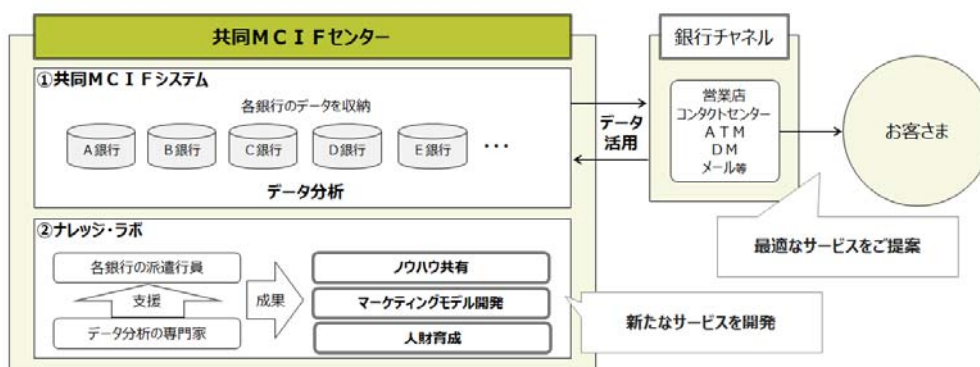 共同ＭＣＩＦセンター
①共同ＭＣＩＦシステム
各銀行のデータを収納
Ａ銀行
Ｂ銀行
Ｃ銀行
Ｄ銀行
Ｅ銀行
・・・
データ分析
②ナレッジ・ラボ
各銀行の派遣行員
支援
データ分析の専門家
成果
ノウハウ共有
マーケティングモデル開発
人財育成
データ
活用
銀行チャネル
営業店
コンタクトセンター
ＡＴＭ
ＤＭ
メール等
お客さま
最適なサービスをご提案
新たなサービスを開発